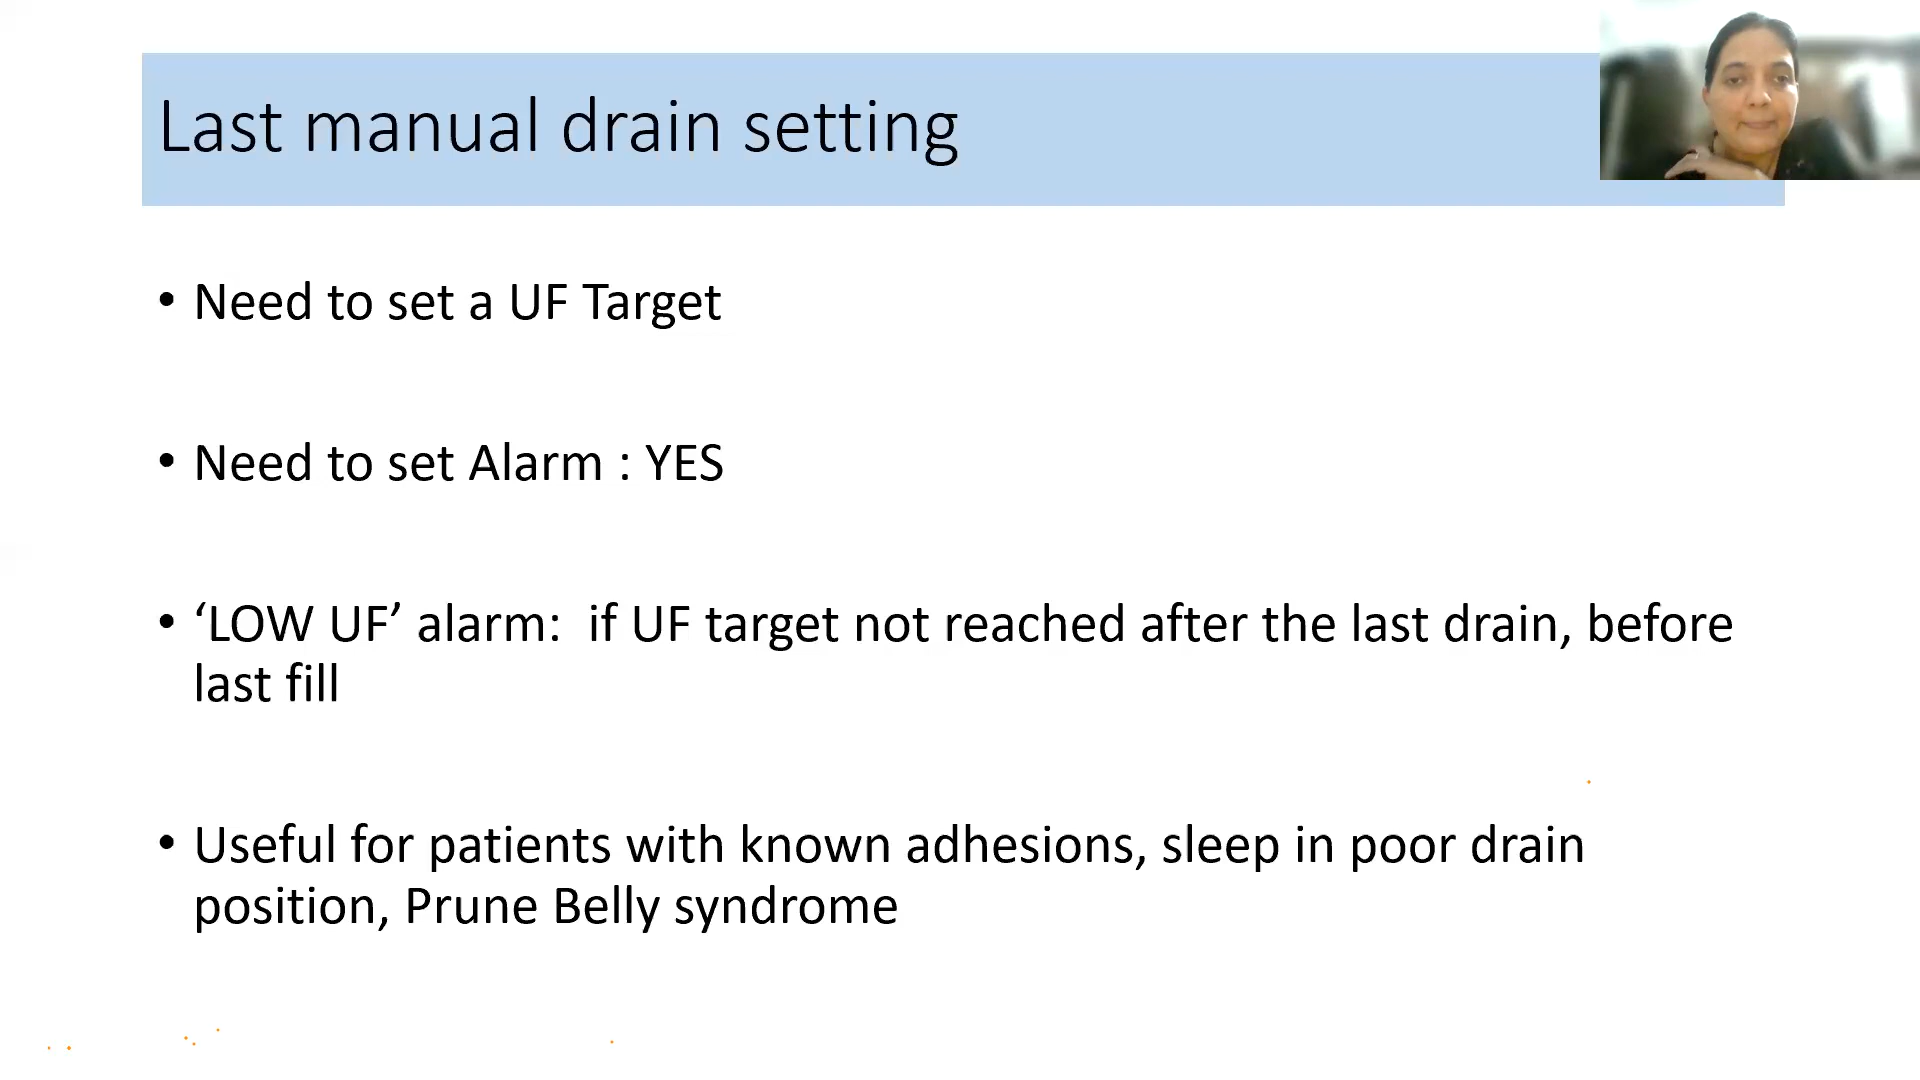 Last manual drain setting
• Need to set a UF Target
• Need to set Alarm : YES
• ‘LOW UF’ alarm:  if UF target not reached after the last drain, before
last fill
• Useful for patients with known adhesions, sleep in poor drain
position, Prune Belly syndrome